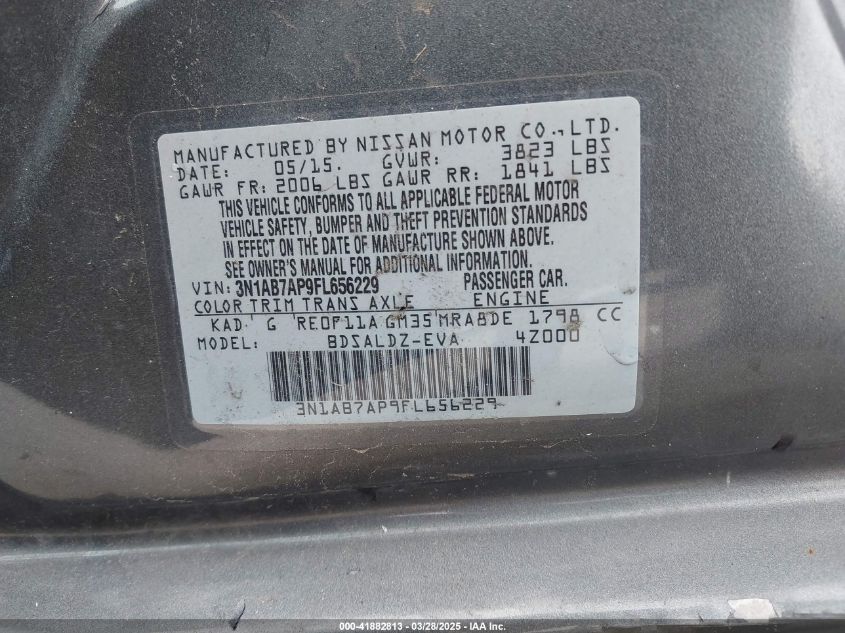 MANUFACTURED BY NISSAN MOTOR CO.,LTD.
DATE: 05/15. GVWR: 3823 LBS
GAWR FR: 2006 LBS GAWR RR: 1841 LBS
THIS VEHICLE CONFORMS TO ALL APPLICABLE FEDERAL MOTOR
VEHICLE SAFETY, BUMPER AND THEFT PREVENTION STANDARDS
IN EFFECT ON THE DATE OF MANUFACTURE SHOWN ABOVE.
SEE OWNER'S MANUAL FOR ADDITIONAL INFORMATION.
VIN: 3N1AB7AP9FL656229 PASSENGER CAR.
COLOR TRIM TRANS AXLE ENGINE
KAD G RE0F11A GM35 MRA8DE 1798 CC
MODEL: BDSALDZ-EVA 4Z000
3N1AB7AP9FL656229
000-41882813 - 03/28/2025 - IAA Inc.